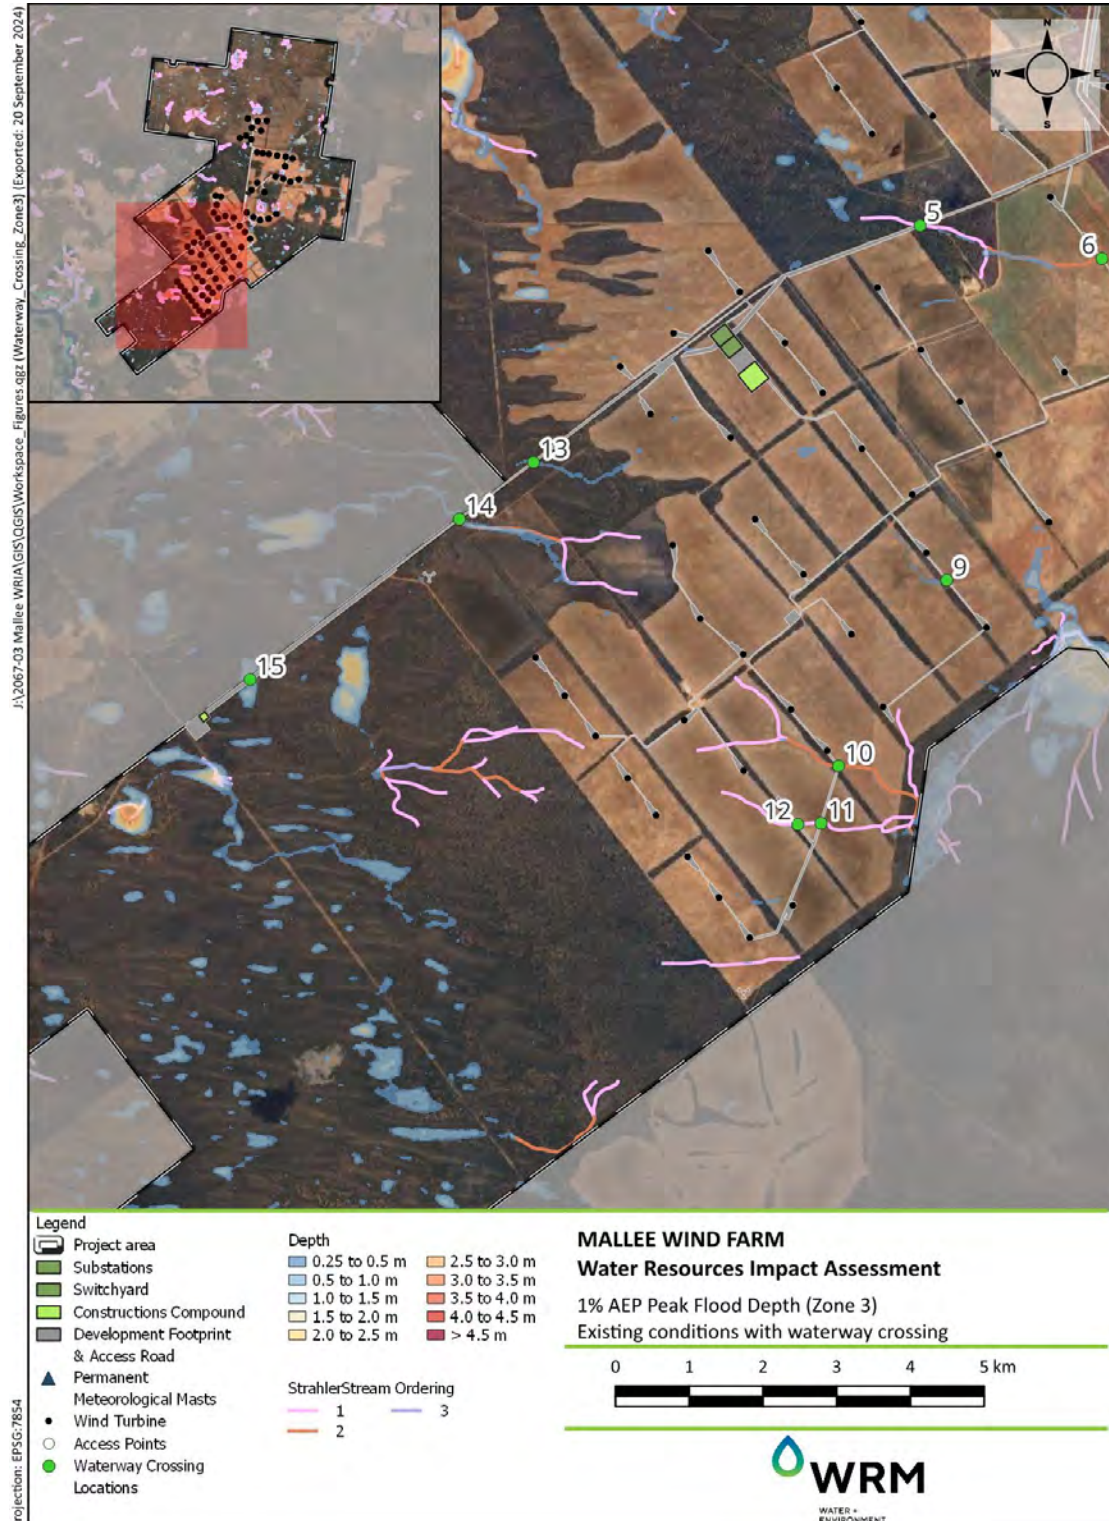 J:\2067-03 Mallee WRIA\GIS\QGIS\Workspace_Figures.qgz (Waterway_Crossing_Zone3) (Exported: 20 September 2024)
rojection: EPSG:7854
N
W
E
S
5
6
13
14
9
15
10
12
11
Legend
Project area
Substations
Switchyard
Constructions Compound
Development Footprint
& Access Road
Permanent
Meteorological Masts
Wind Turbine
Access Points
Waterway Crossing
Locations
Depth
0.25 to 0.5 m
0.5 to 1.0 m
1.0 to 1.5 m
1.5 to 2.0 m
2.0 to 2.5 m
2.5 to 3.0 m
3.0 to 3.5 m
3.5 to 4.0 m
4.0 to 4.5 m
> 4.5 m
StrahlerStream Ordering
1
3
2
MALLEE WIND FARM
Water Resources Impact Assessment
1% AEP Peak Flood Depth (Zone 3)
Existing conditions with waterway crossing
0 1 2 3 4 5 km
WRM
WATER +
ENVIRONMENT